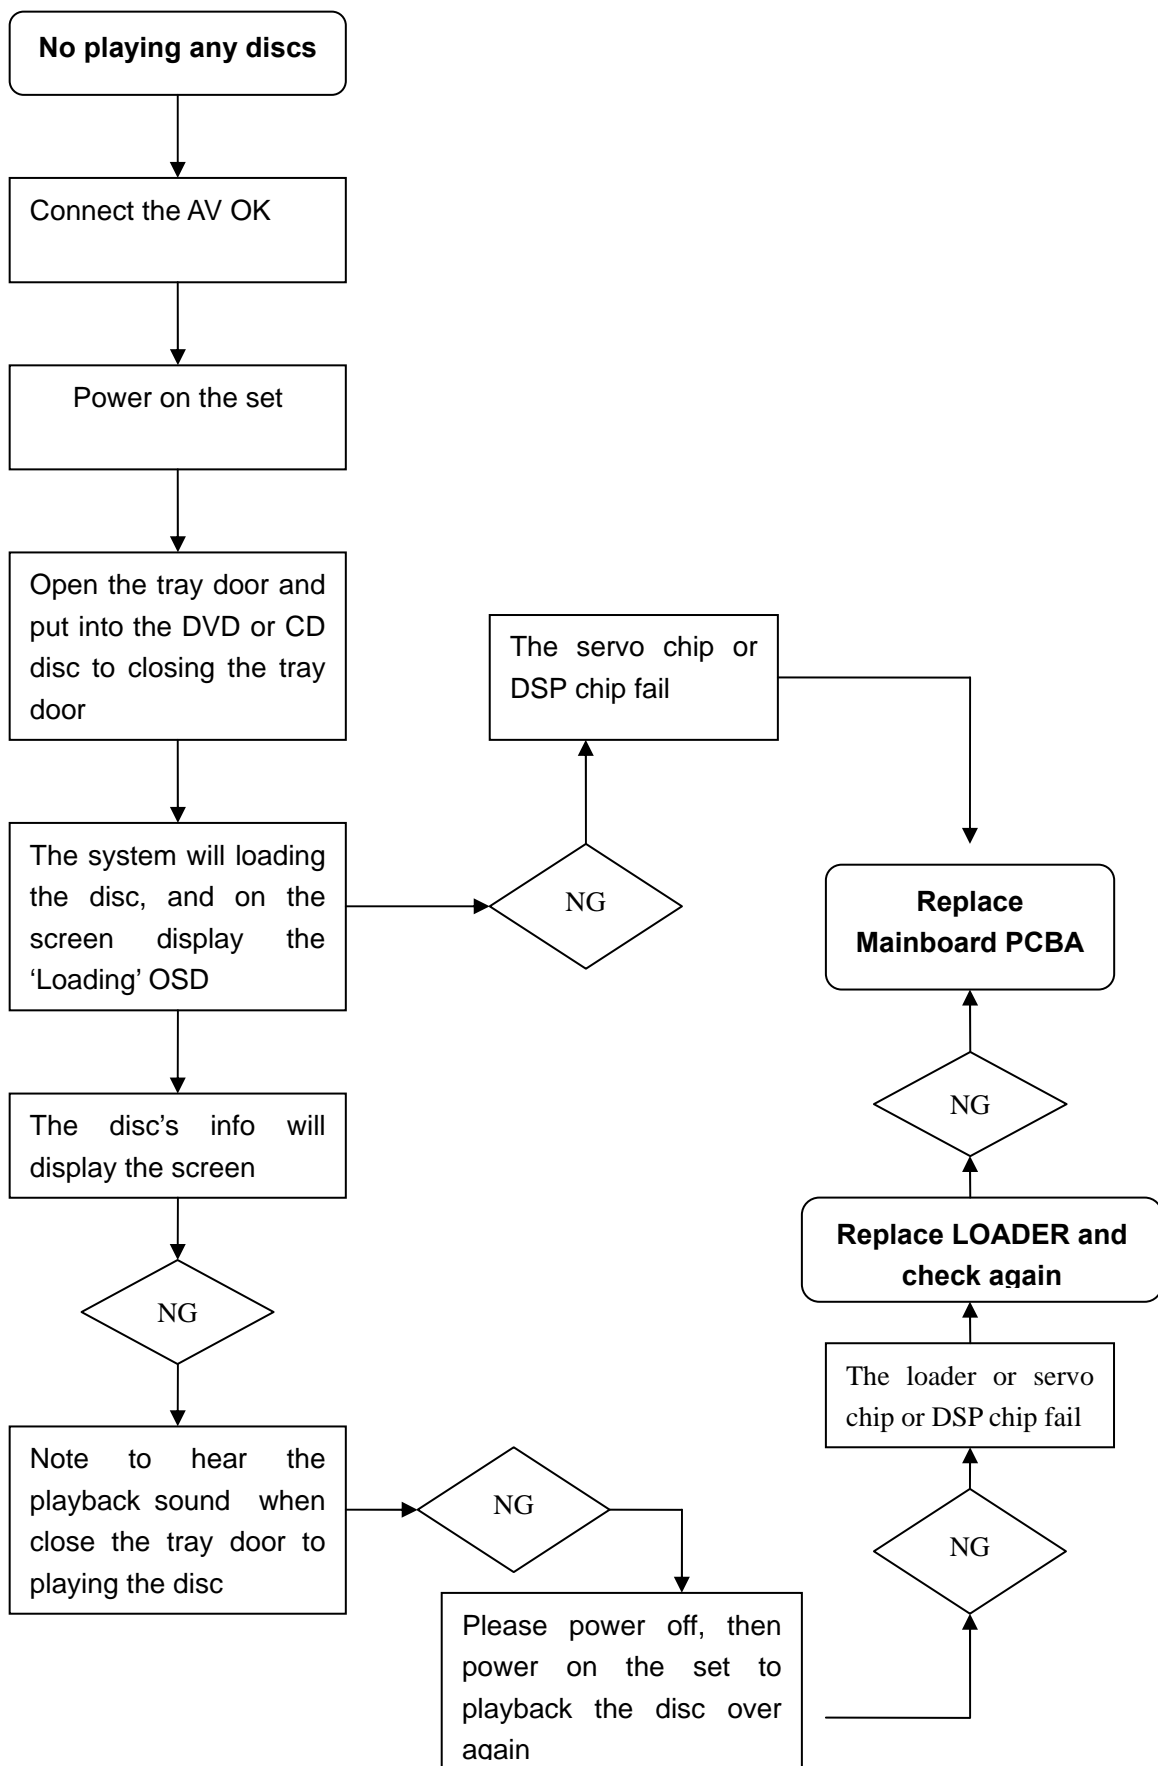 No playing any discs
Connect the AV OK
Power on the set
Open the tray door and
put into the DVD or CD
disc to closing the tray
door
The servo chip or
DSP chip fail
The system will loading
the disc, and on the
screen display the
‘Loading’ OSD
NG
Replace
Mainboard PCBA
NG
The disc’s info will
display the screen
Replace LOADER and
check again
NG
The loader or servo
chip or DSP chip fail
Note to hear the
playback sound when
close the tray door to
playing the disc
NG
NG
Please power off, then
power on the set to
playback the disc over
again